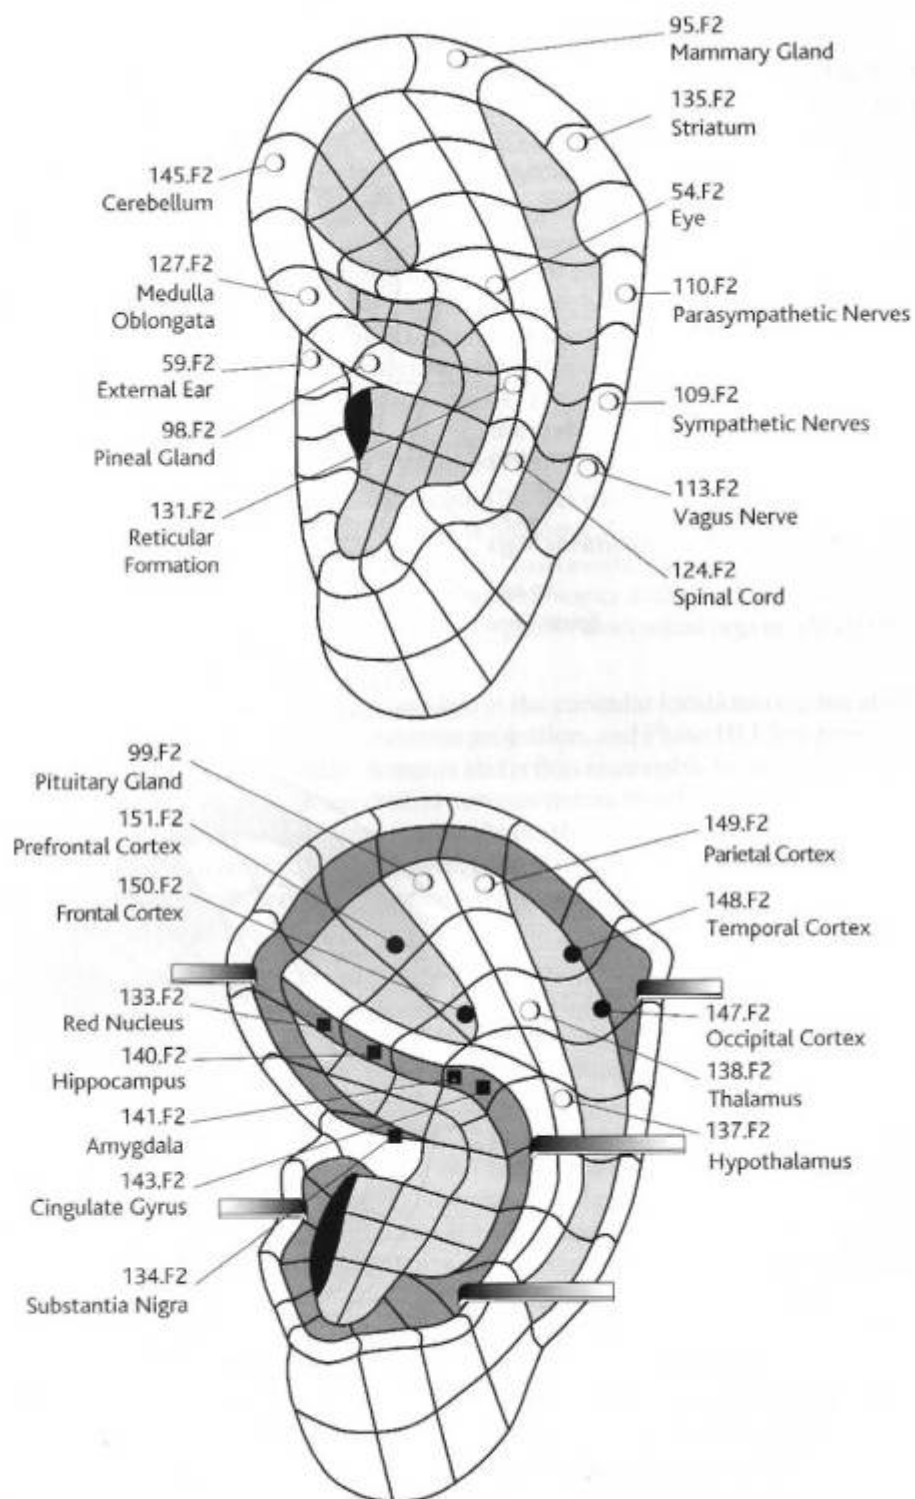 95.F2
Mammary Gland
135.F2
Striatum
145.F2
Cerebellum
54.F2
Eye
127.F2
Medulla
Oblongata
110.F2
Parasympathetic Nerves
59.F2
External Ear
109.F2
Sympathetic Nerves
98.F2
Pineal Gland
113.F2
Vagus Nerve
131.F2
Reticular
Formation
124.F2
Spinal Cord
99.F2
Pituitary Gland
151.F2
Prefrontal Cortex
149.F2
Parietal Cortex
150.F2
Frontal Cortex
148.F2
Temporal Cortex
133.F2
Red Nucleus
147.F2
Occipital Cortex
140.F2
Hippocampus
138.F2
Thalamus
141.F2
Amygdala
137.F2
Hypothalamus
143.F2
Cingulate Gyrus
134.F2
Substantia Nigra